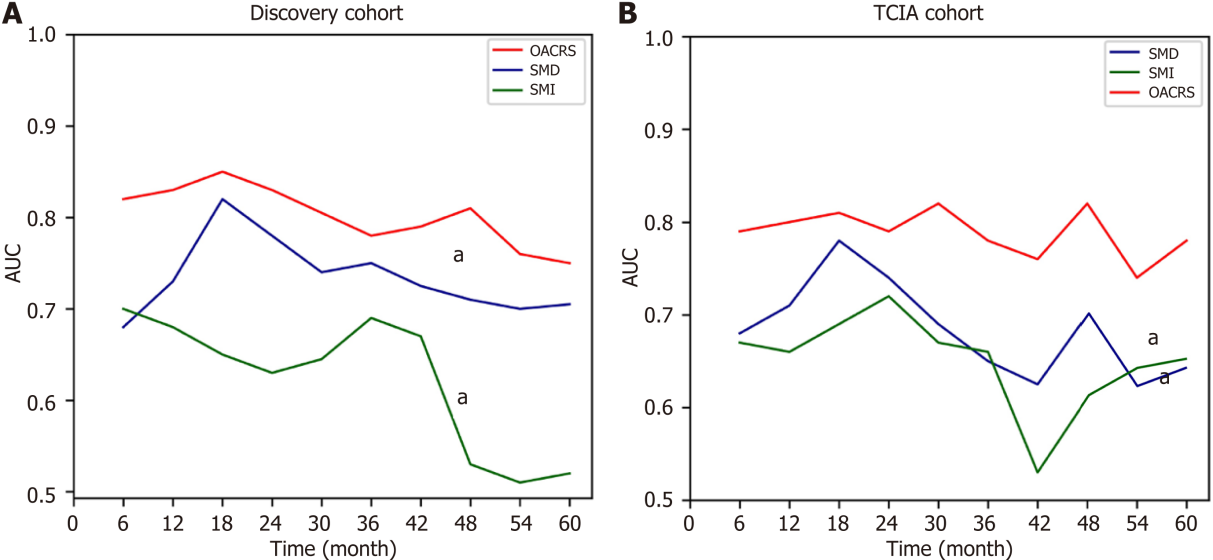 A
Discovery cohort
OACRS
SMD
SMI
1.0
0.9
0.8
0.7
0.6
0.5
AUC
a
a
0 6 12 18 24 30 36 42 48 54 60
Time (month)
B
TCIA cohort
SMD
SMI
OACRS
1.0
0.9
0.8
0.7
0.6
0.5
AUC
a
a
0 6 12 18 24 30 36 42 48 54 60
Time (month)